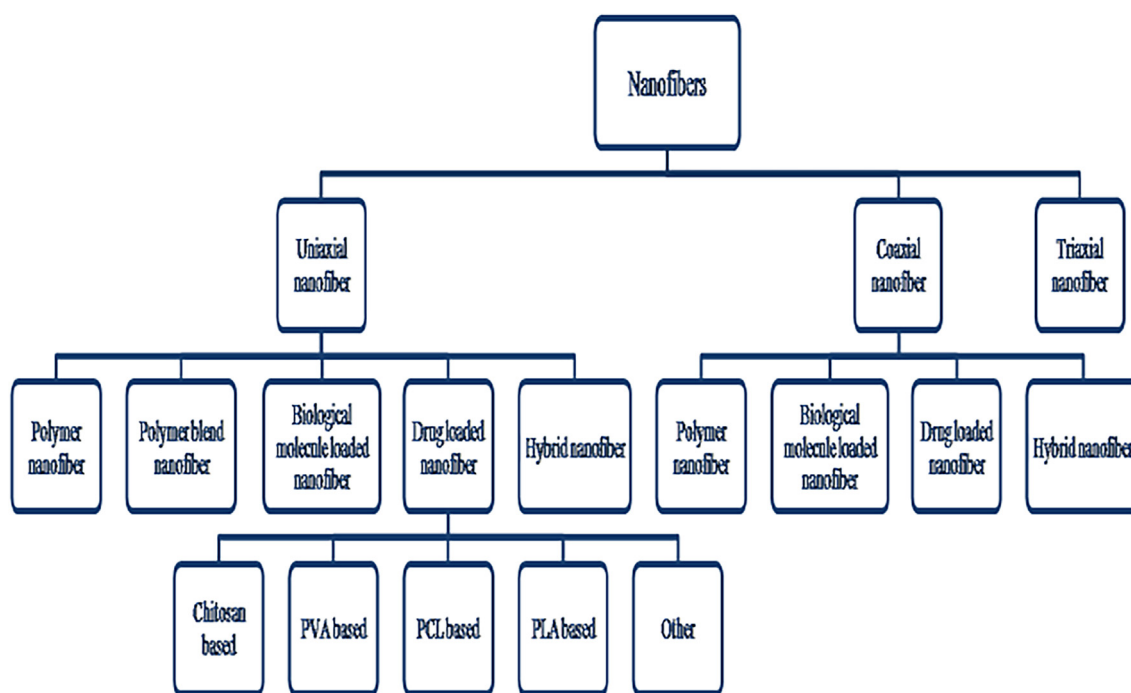 Nanofibers
Uniaxial
nanofiber
Coaxial
nanofiber
Triaxial
nanofiber
Polymer
nanofiber
Polymer blend
nanofiber
Biological
molecule loaded
nanofiber
Drug loaded
nanofiber
Hybrid nanofiber
Polymer
nanofiber
Biological
molecule loaded
nanofiber
Drug loaded
nanofiber
Hybrid nanofiber
Chitosan
based
PVA based
PCL based
PLA based
Other